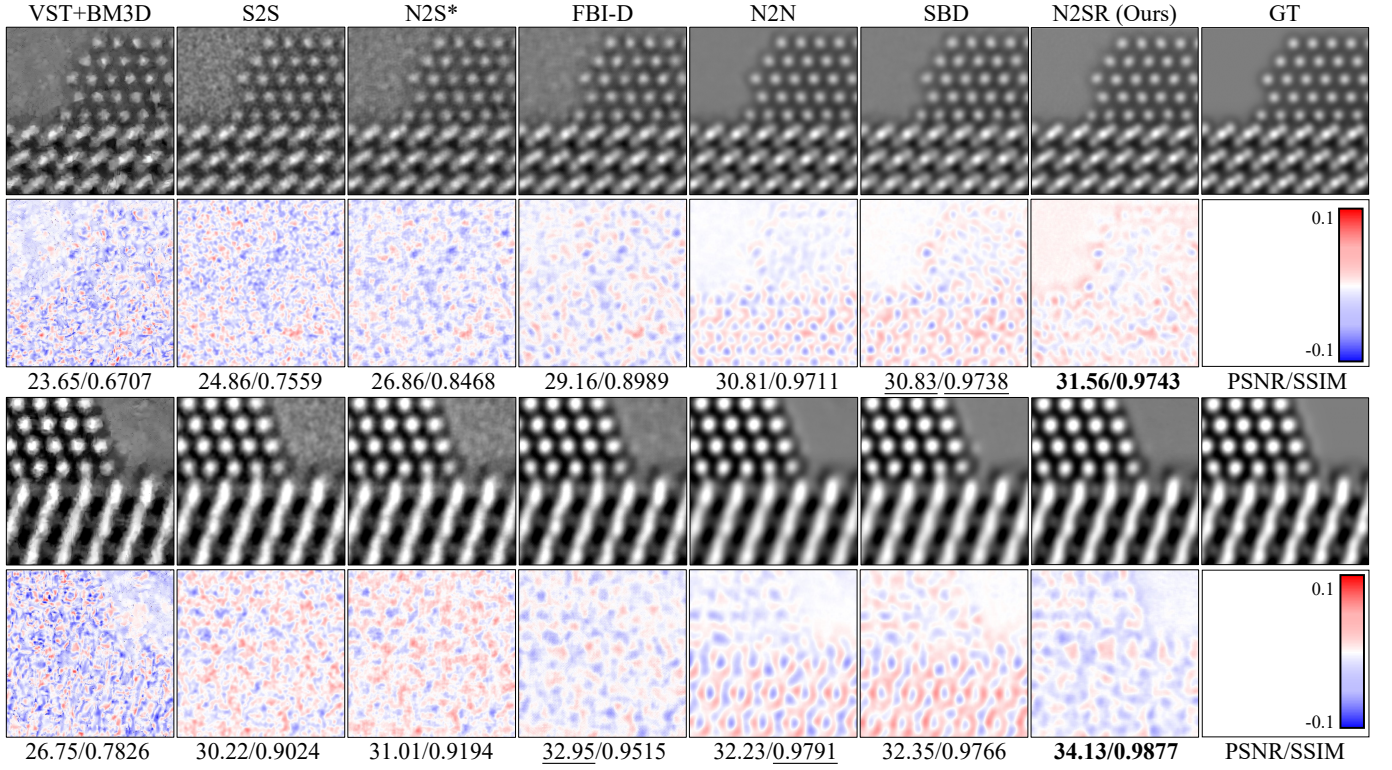 VST+BM3D S2S N2S* FBI-D N2N SBD N2SR (Ours) GT
0.1
-0.1
23.65/0.6707 24.86/0.7559 26.86/0.8468 29.16/0.8989 30.81/0.9711 30.83/0.9738 31.56/0.9743 PSNR/SSIM
0.1
-0.1
26.75/0.7826 30.22/0.9024 31.01/0.9194 32.95/0.9515 32.23/0.9791 32.35/0.9766 34.13/0.9877 PSNR/SSIM